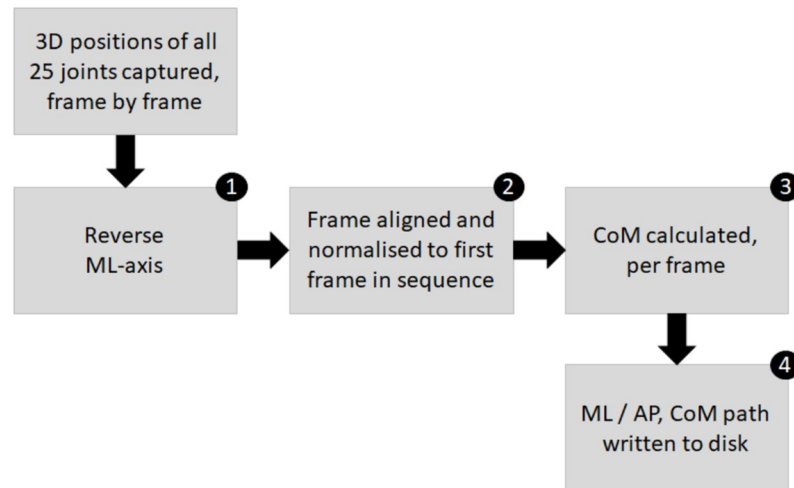 3D positions of all
25 joints captured,
frame by frame
1
Reverse
ML-axis
2
Frame aligned and
normalised to first
frame in sequence
3
CoM calculated,
per frame
4
ML / AP, CoM path
written to disk